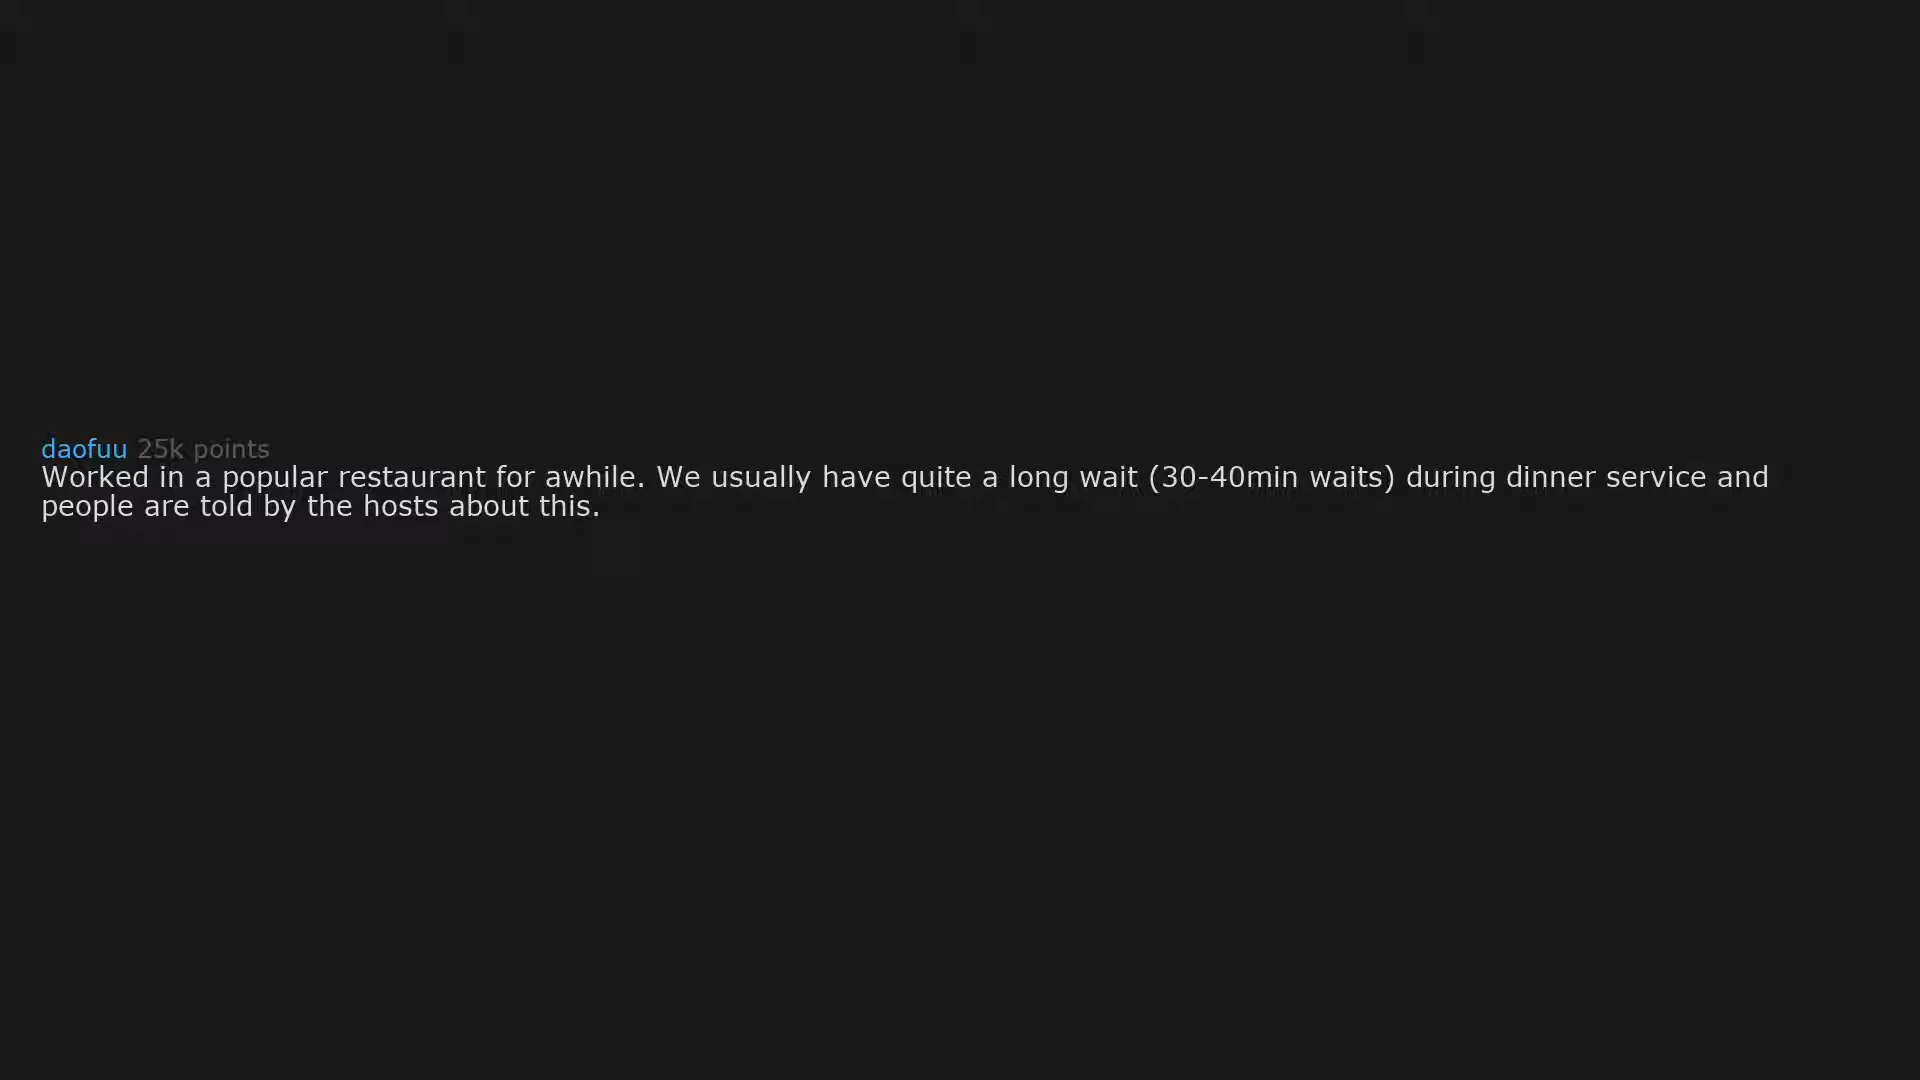 daofuu 25k points
Worked in a popular restaurant for awhile. We usually have quite a long wait (30-40min waits) during dinner service and
people are told by the hosts about this.